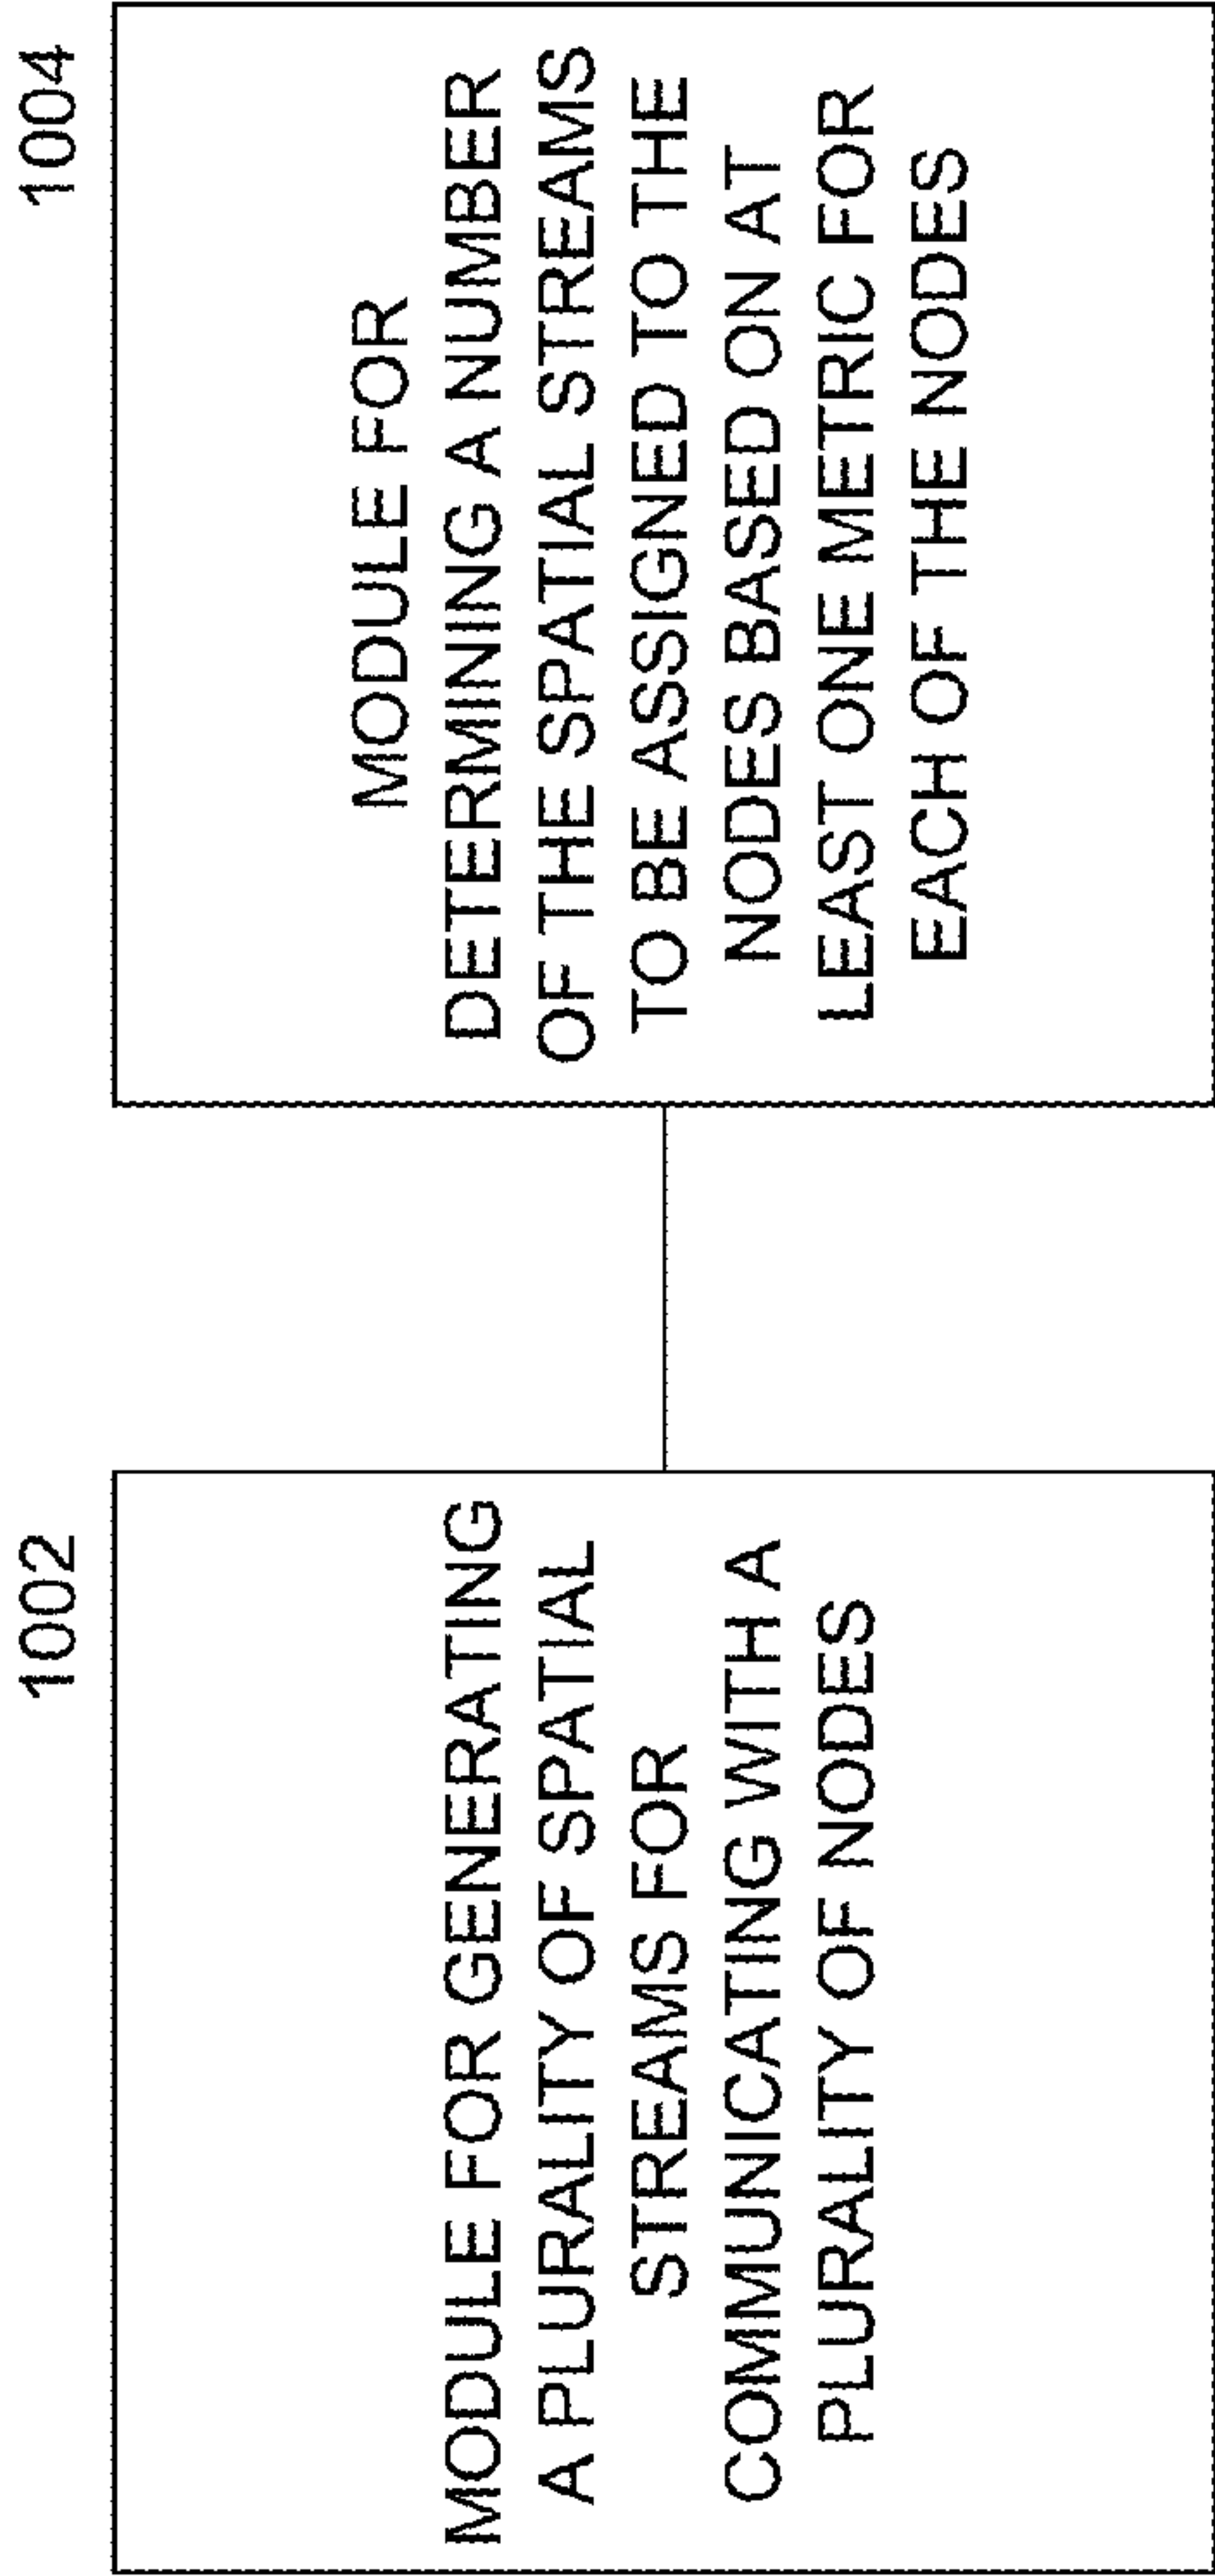 1002
MODULE FOR GENERATING
A PLURALITY OF SPATIAL
STREAMS FOR
COMMUNICATING WITH A
PLURALITY OF NODES
1004
MODULE FOR
DETERMINING A NUMBER
OF THE SPATIAL STREAMS
TO BE ASSIGNED TO THE
NODES BASED ON AT
LEAST ONE METRIC FOR
EACH OF THE NODES